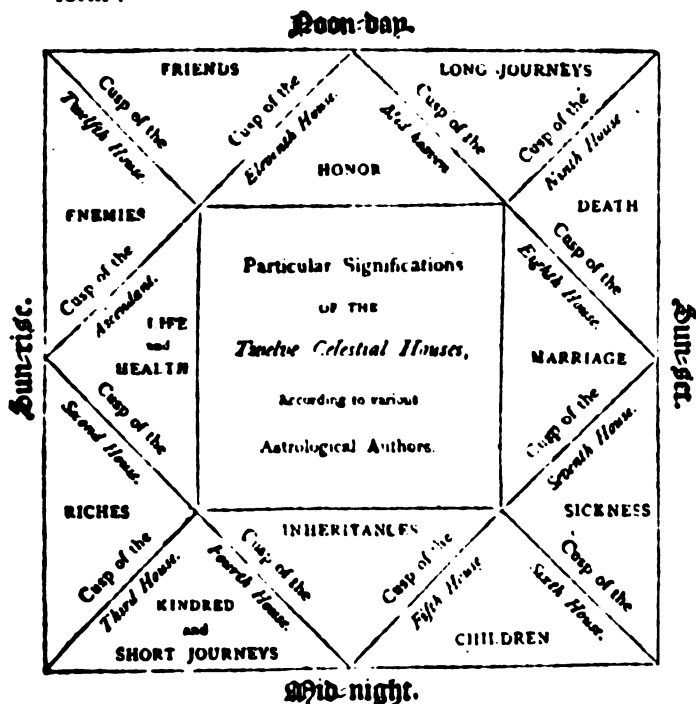 Noon-day.
FRIENDS
LONG JOURNEYS
Cusp of the
Twelfth House.
Cusp of the
Eleventh House.
Cusp of the
Mid heaven
Cusp of the
Ninth House
HONOR
ENEMIES
DEATH
Cusp of the
Ascendant.
Cusp of the
Eighth House.
Particular Significations
OF THE
Twelve Celestial Houses,
According to various
Astrological Authors.
Sun-rise.
LIFE
and
HEALTH
MARRIAGE
Sun-set.
Cusp of the
Second House.
Cusp of the
Seventh House.
RICHES
SICKNESS
INHERITANCES
Cusp of the
Third House.
Cusp of the
Fourth House.
Cusp of the
Fifth House
Cusp of the
Sixth House.
KINDRED
and
SHORT JOURNEYS
CHILDREN
Mid-night.